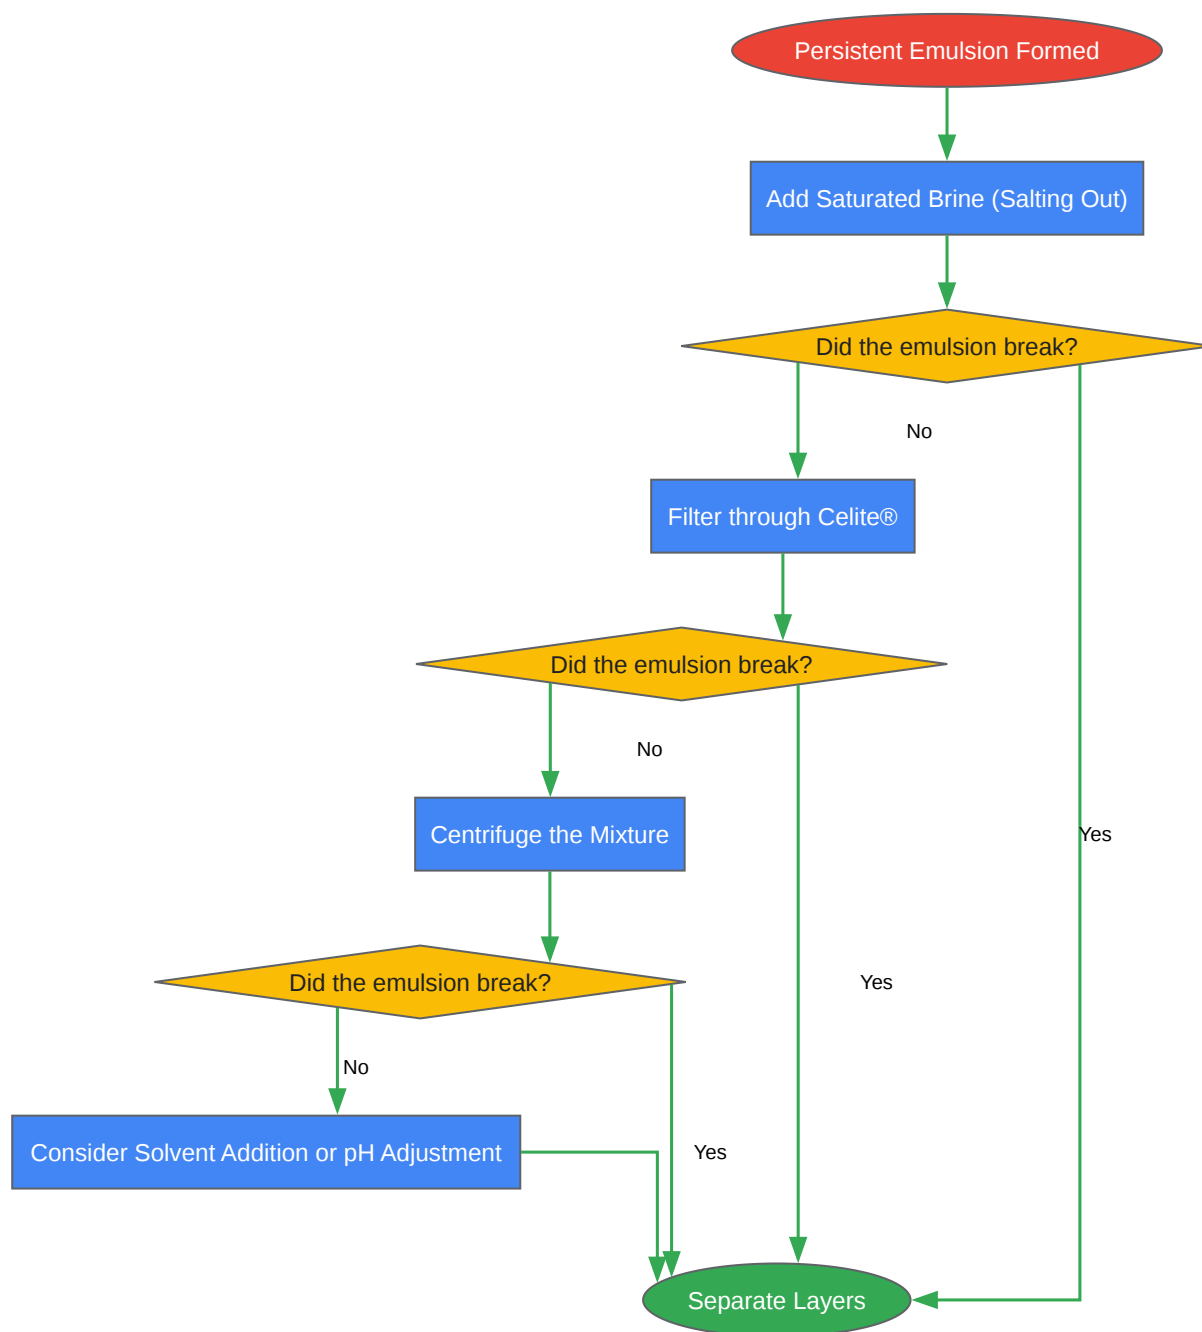 Persistent Emulsion Formed
Add Saturated Brine (Salting Out)
Did the emulsion break?
No
Filter through Celite®
Did the emulsion break?
No
Centrifuge the Mixture
Yes
Did the emulsion break?
Yes
No
Consider Solvent Addition or pH Adjustment
Yes
Separate Layers